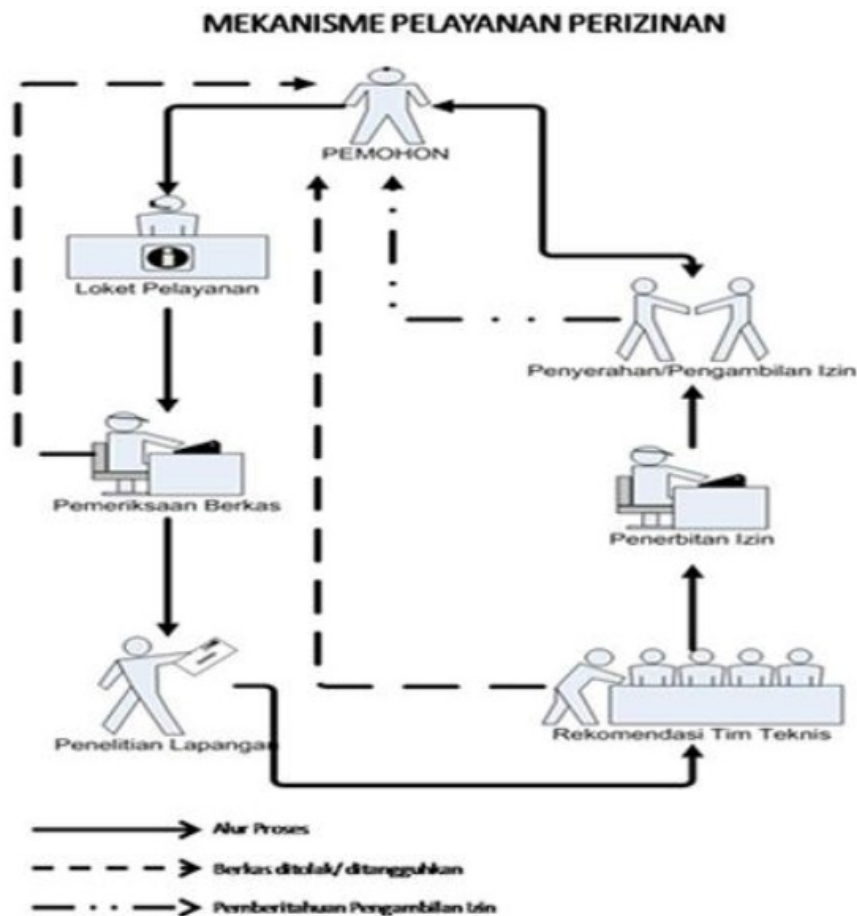 MEKANISME PELAYANAN PERIZINAN
PEMOHON
Loket Pelayanan
Penyerahan/Pengambilan Izin
Pemeriksaan Berkas
Penerbitan Izin
Penelitian Lapangan
Rekomendasi Tim Teknis
Alur Proses
Berkas ditolak/ ditangguhkan
Pemberitahuan Pengambilan Izin